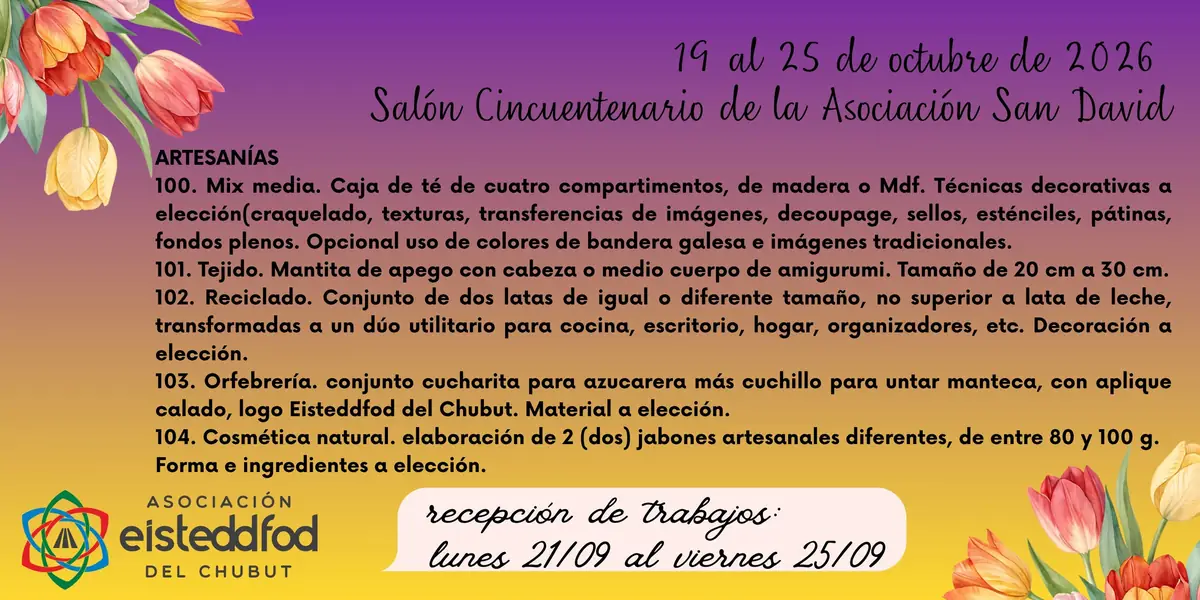 19 al 25 de octubre de 2026
Salón Cincuentenario de la Asociación San David
ARTESANÍAS
100. Mix media. Caja de té de cuatro compartimentos, de madera o Mdf. Técnicas decorativas a
elección(craquelado, texturas, transferencias de imágenes, decoupage, sellos, esténciles, pátinas,
fondos plenos. Opcional uso de colores de bandera galesa e imágenes tradicionales.
101. Tejido. Mantita de apego con cabeza o medio cuerpo de amigurumi. Tamaño de 20 cm a 30 cm.
102. Reciclado. Conjunto de dos latas de igual o diferente tamaño, no superior a lata de leche,
transformadas a un dúo utilitario para cocina, escritorio, hogar, organizadores, etc. Decoración a
elección.
103. Orfebrería. conjunto cucharita para azucarera más cuchillo para untar manteca, con aplique
calado, logo Eisteddfod del Chubut. Material a elección.
104. Cosmética natural. elaboración de 2 (dos) jabones artesanales diferentes, de entre 80 y 100 g.
Forma e ingredientes a elección.
ASOCIACIÓN
eisteddfod
DEL CHUBUT
recepción de trabajos:
lunes 21/09 al viernes 25/09